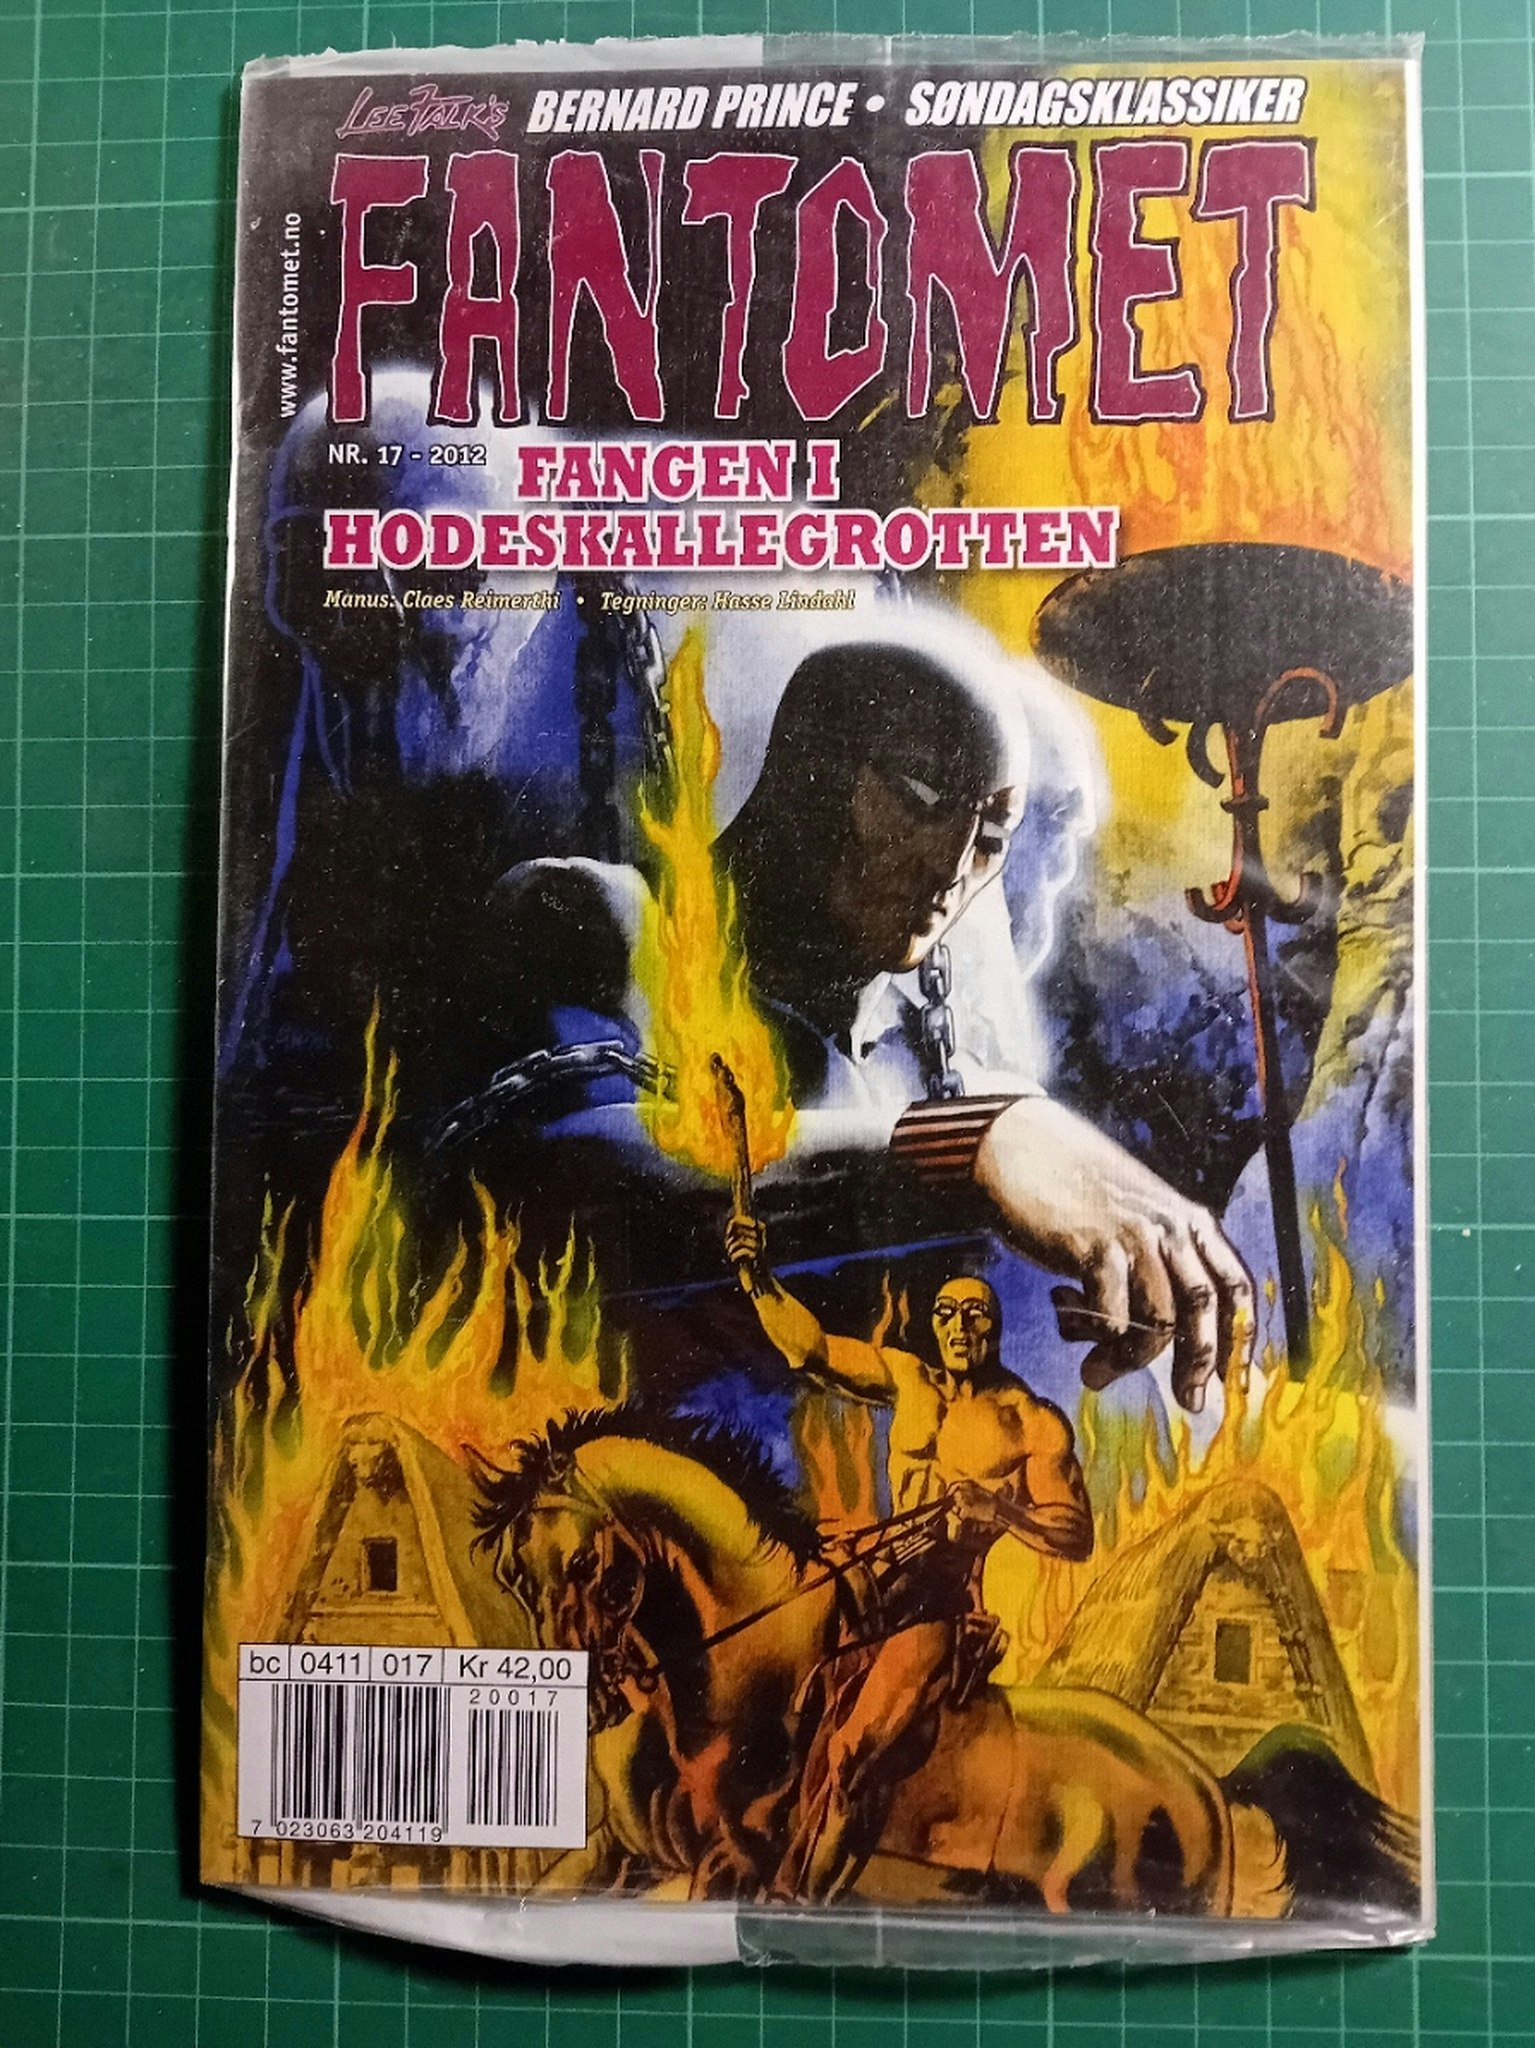 LEE FALK'S
BERNARD PRINCE • SØNDAGSKLASSIKER
FANTOMET
www.fantomet.no
NR. 17 - 2012
FANGEN I
HODESKALLEGROTTEN
Manus: Claes Reimerthi • Tegninger: Hasse Lindahl
bc 0411 017 Kr 42,00
20017
7 023063 204119